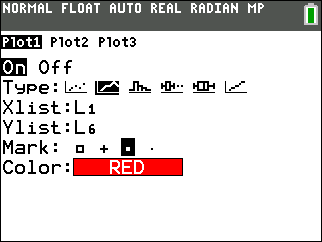 NORMAL FLOAT AUTO REAL RADIAN MP
Plot1 Plot2 Plot3
On Off
Type:
Xlist:L1
Ylist:L6
Mark: + .
Color: RED